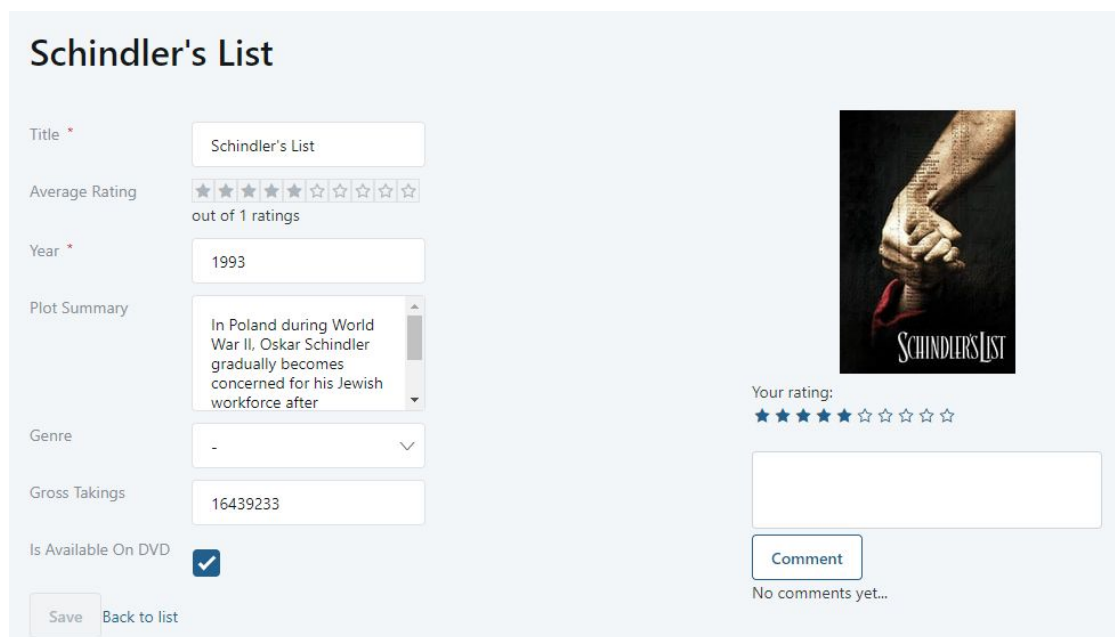 Schindler's List
Title *
Schindler's List
Average Rating
out of 1 ratings
Year *
1993
Plot Summary
In Poland during World
War II, Oskar Schindler
gradually becomes
concerned for his Jewish
workforce after
Genre
-
Gross Takings
16439233
Is Available On DVD
Save Back to list
SCHINDLER'S LIST
Your rating:
Comment
No comments yet...